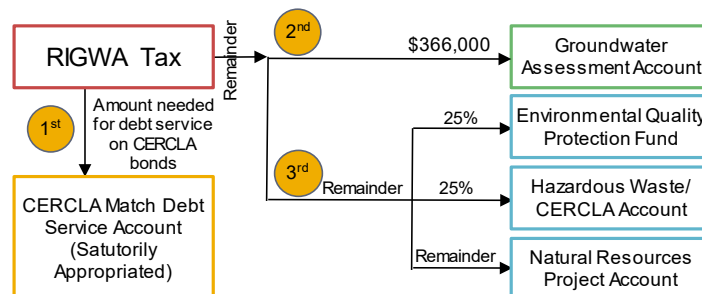 RIGWA Tax
Remainder
2nd
$366,000
Groundwater
Assessment Account
1st
Amount needed
for debt service
on CERCLA
bonds
CERCLA Match Debt
Service Account
(Satutorily
Appropriated)
3rd
Remainder
25%
Environmental Quality
Protection Fund
25%
Hazardous Waste/
CERCLA Account
Remainder
Natural Resources
Project Account